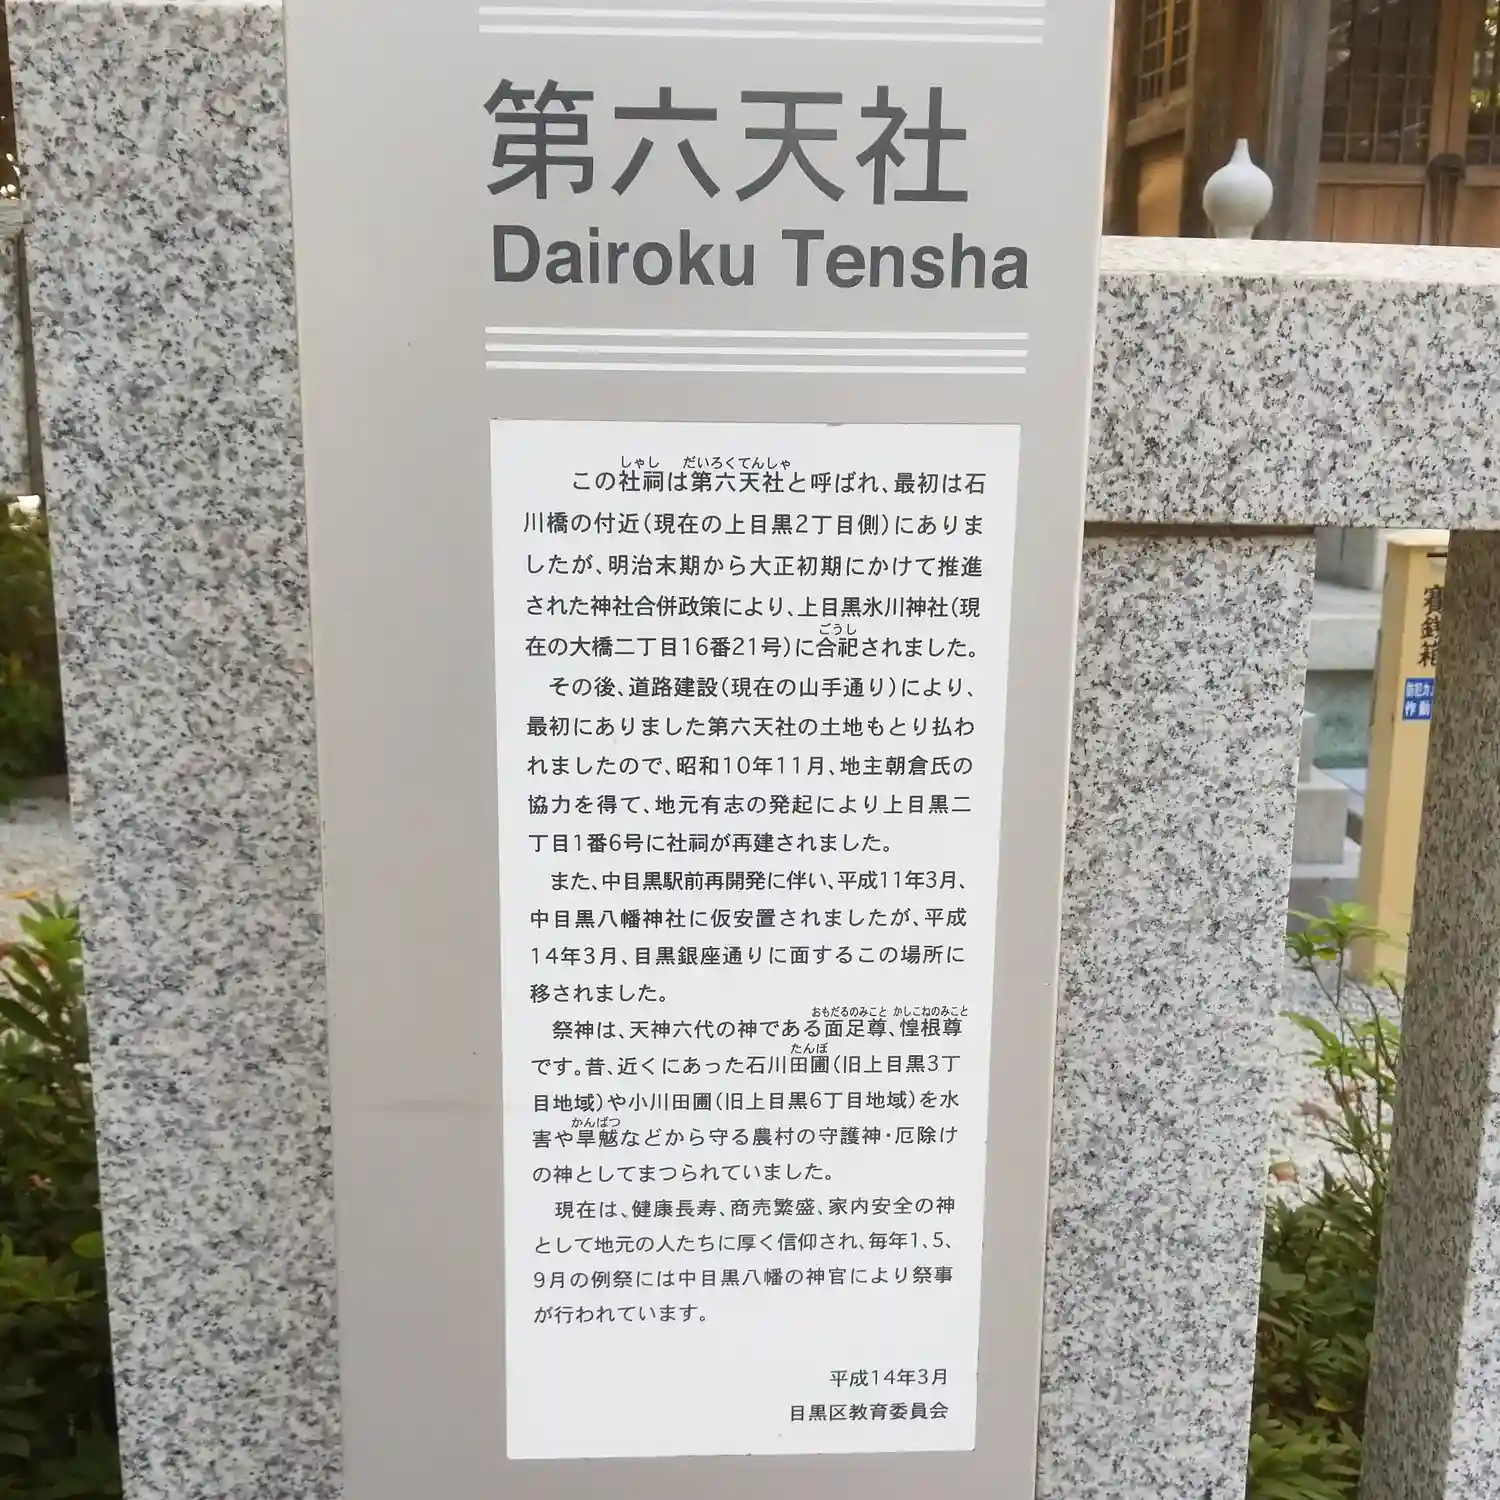 第六天社
Dairoku Tensha
しゃし だいろくてんしゃ
この社祠は第六天社と呼ばれ、最初は石
川橋の付近(現在の上目黒2丁目側)にありま
したが、明治末期から大正初期にかけて推進
された神社合併政策により、上目黒氷川神社(現
ごうし
在の大橋二丁目16番21号)に合祀されました。
その後、道路建設(現在の山手通り)により、
最初にありました第六天社の土地もとり払わ
れましたので、昭和10年11月、地主朝倉氏の
協力を得て、地元有志の発起により上目黒二
丁目1番6号に社祠が再建されました。
また、中目黒駅前再開発に伴い、平成11年3月、
中目黒八幡神社に仮安置されましたが、平成
14年3月、目黒銀座通りに面するこの場所に
移されました。
おもだるのみこと かしこねのみこと
祭神は、天神六代の神である面足尊、惶根尊
たんぼ
です。昔、近くにあった石川田圃(旧上目黒3丁
目地域)や小川田圃(旧上目黒6丁目地域)を水
かんばつ
害や旱魃などから守る農村の守護神・厄除け
の神としてまつられていました。
現在は、健康長寿、商売繁盛、家内安全の神
として地元の人たちに厚く信仰され、毎年1、5、
9月の例祭には中目黒八幡の神官により祭事
が行われています。
平成14年3月
目黒区教育委員会
賽銭箱
防犯カ
作動